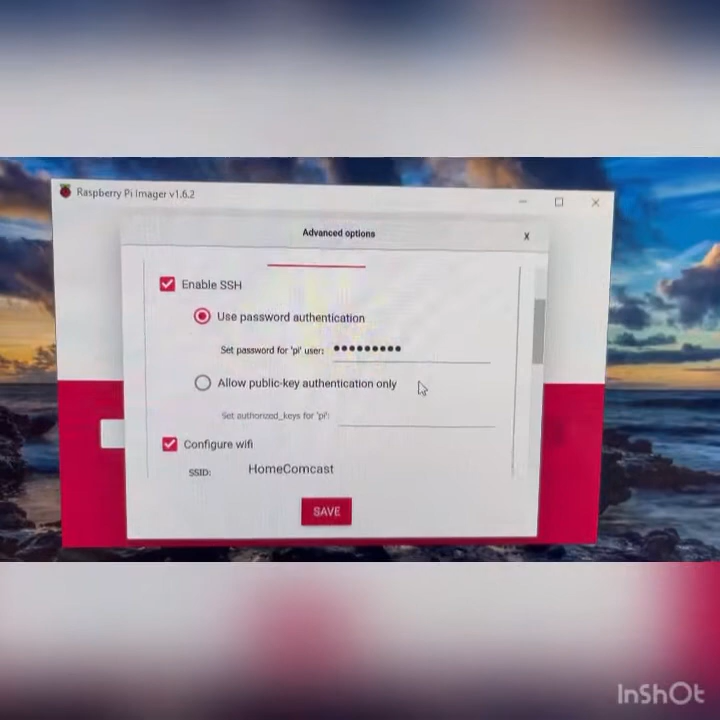 Raspberry Pi Imager v1.6.2
Advanced options
X
Enable SSH
Use password authentication
Set password for 'pi' user: •••••••••
Allow public-key authentication only
Set authorized_keys for 'pi':
Configure wifi
SSID: HomeComcast
SAVE
InShOt